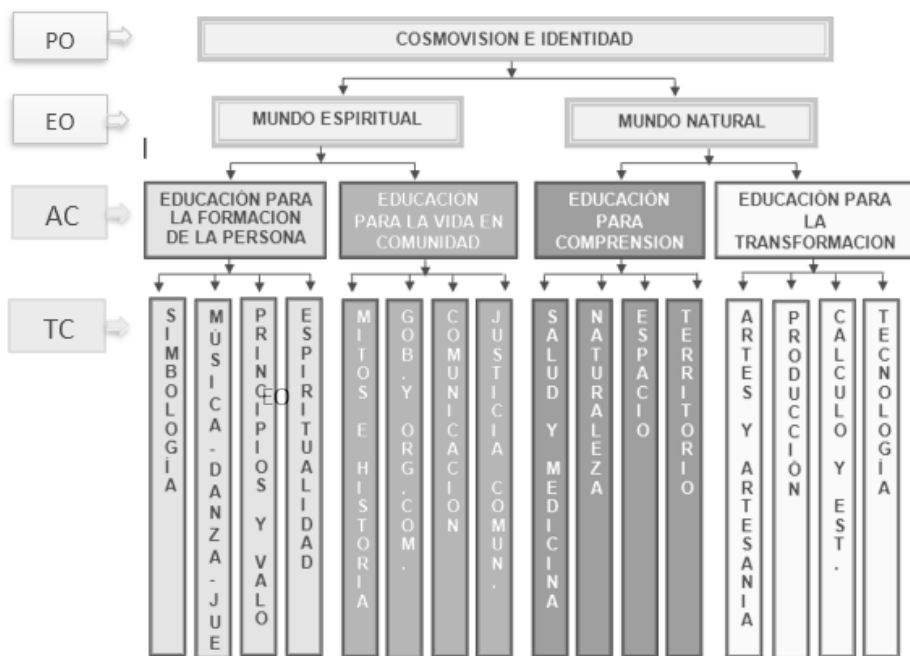 PO
COSMOVISION E IDENTIDAD
EO
MUNDO ESPIRITUAL
MUNDO NATURAL
AC
EDUCACIÓN PARA
LA FORMACION
DE LA PERSONA
EDUCACIÓN
PARA LA VIDA EN
COMUNIDAD
EDUCACIÓN
PARA
COMPRENSION
EDUCACIÓN PARA
LA
TRANSFORMACION
TC
SIMBOLOGÍA
MÚSICA-DANZA-JUE
PRINCIPIOS Y VALO
EO
ESPIRITUALIDAD
MITOS E HISTORIA
GOB.Y ORG.COM.
COMUNICACION
JUSTICIA COMUN.
SALUD Y MEDICINA
NATURALEZA
ESPACIO
TERRITORIO
ARTES Y ARTESANIA
PRODUCCIÓN
CALCULO Y EST.
TECNOLOGÍA